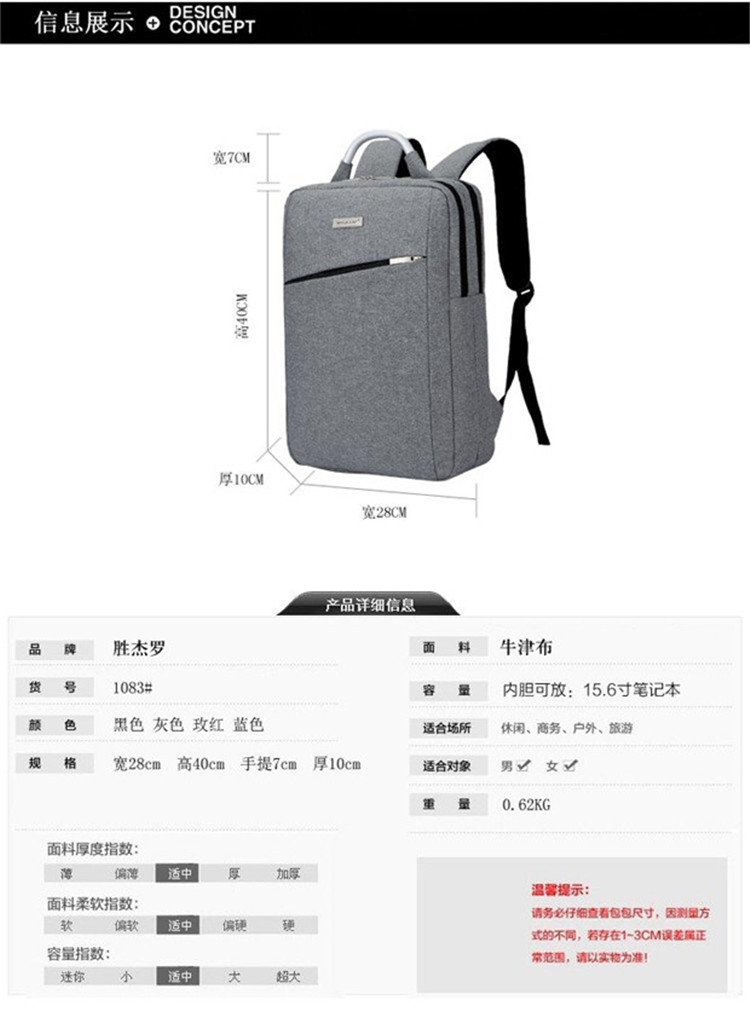 信息展示 + DESIGN CONCEPT
宽7CM
高40CM
厚10CM
宽28CM
产品详细信息
品 牌 胜杰罗
货 号 1083#
颜 色 黑色 灰色 玫红 蓝色
规 格 宽28cm 高40cm 手提7cm 厚10cm
面 料 牛津布
容 量 内胆可放：15.6寸笔记本
适合场所 休闲、商务、户外、旅游
适合对象 男 女
重 量 0.62KG
面料厚度指数：
薄 偏薄 适中 厚 加厚
面料柔软指数：
软 偏软 适中 偏硬 硬
容量指数：
迷你 小 适中 大 超大
温馨提示：
请务必仔细查看包包尺寸，因测量方
式的不同，若存在1~3CM误差属正
常范围，请以实物为准！